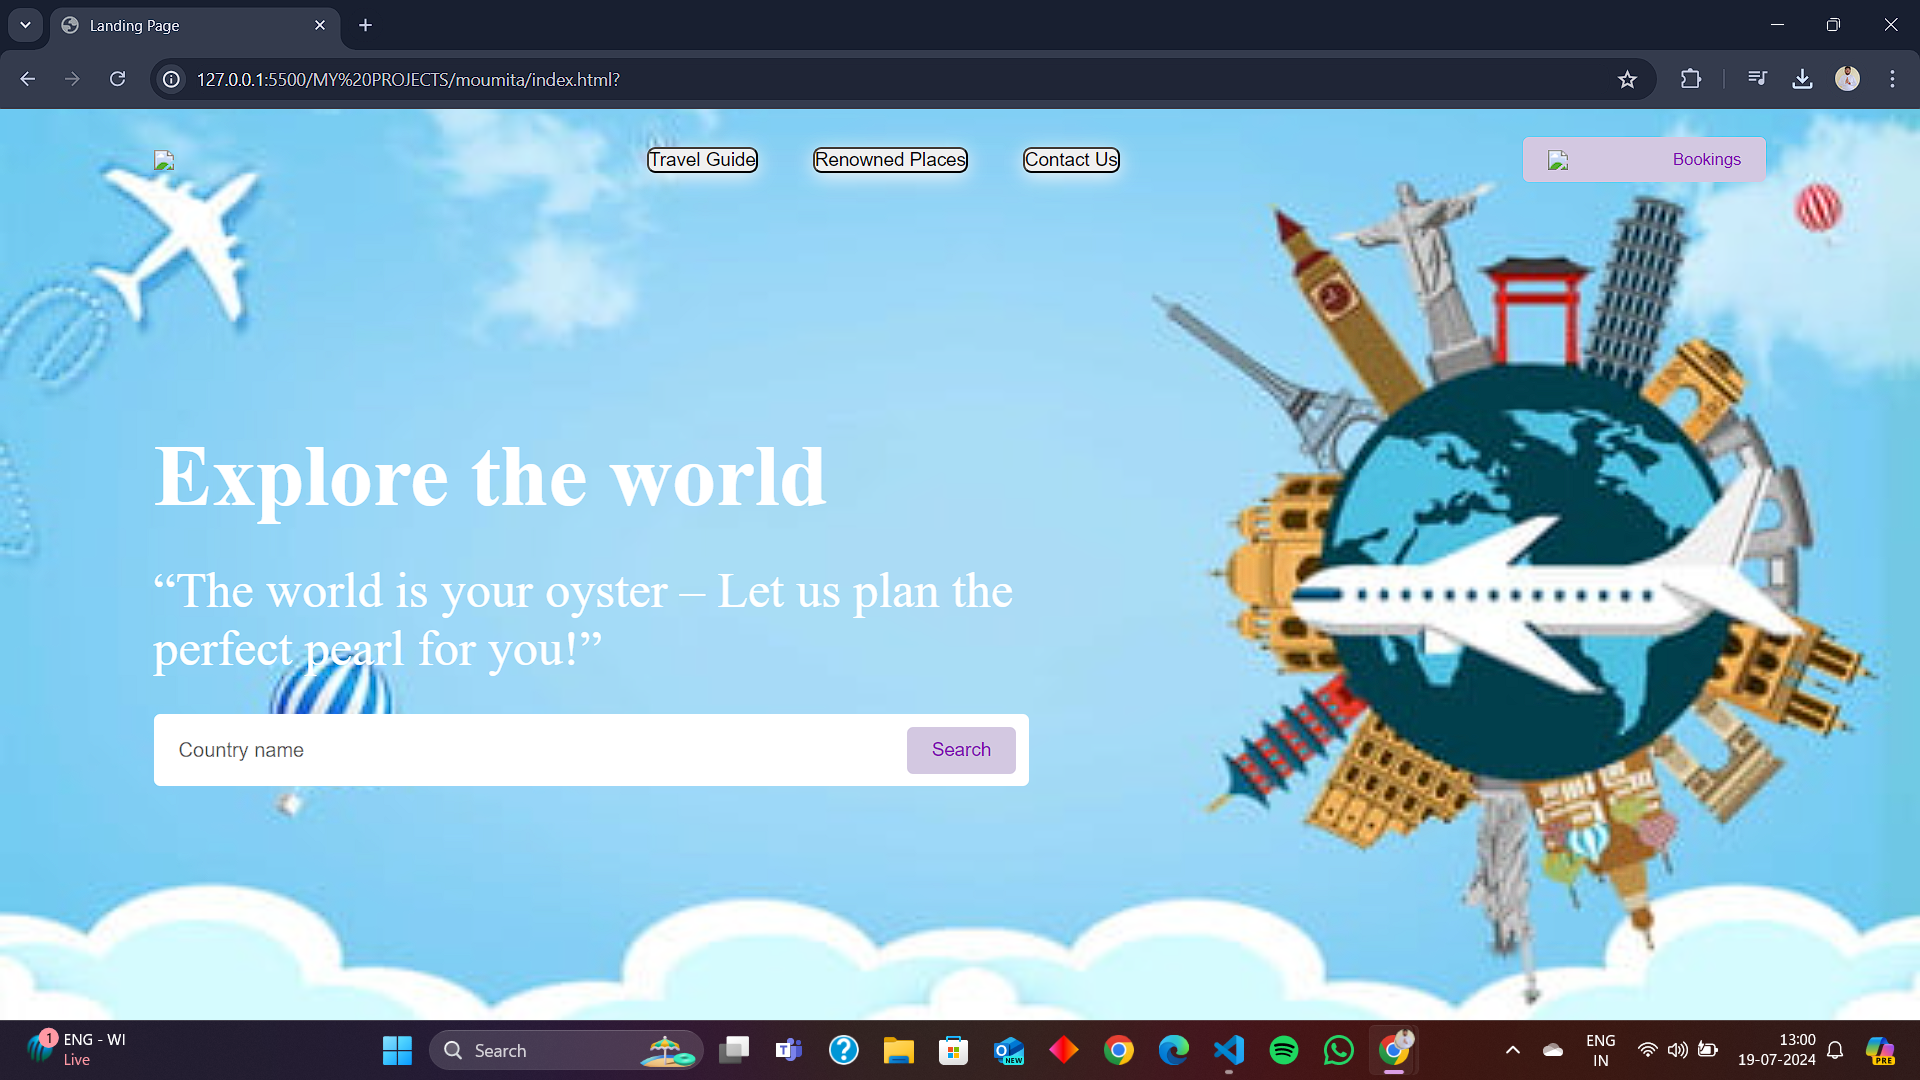 Landing Page
127.0.0.1:5500/MY%20PROJECTS/moumita/index.html?
Travel Guide
Renowned Places
Contact Us
Bookings
Explore the world
“The world is your oyster – Let us plan the
perfect pearl for you!”
Country name
Search
1
ENG - WI
Live
Search
NEW
ENG
IN
13:00
19-07-2024
PRE